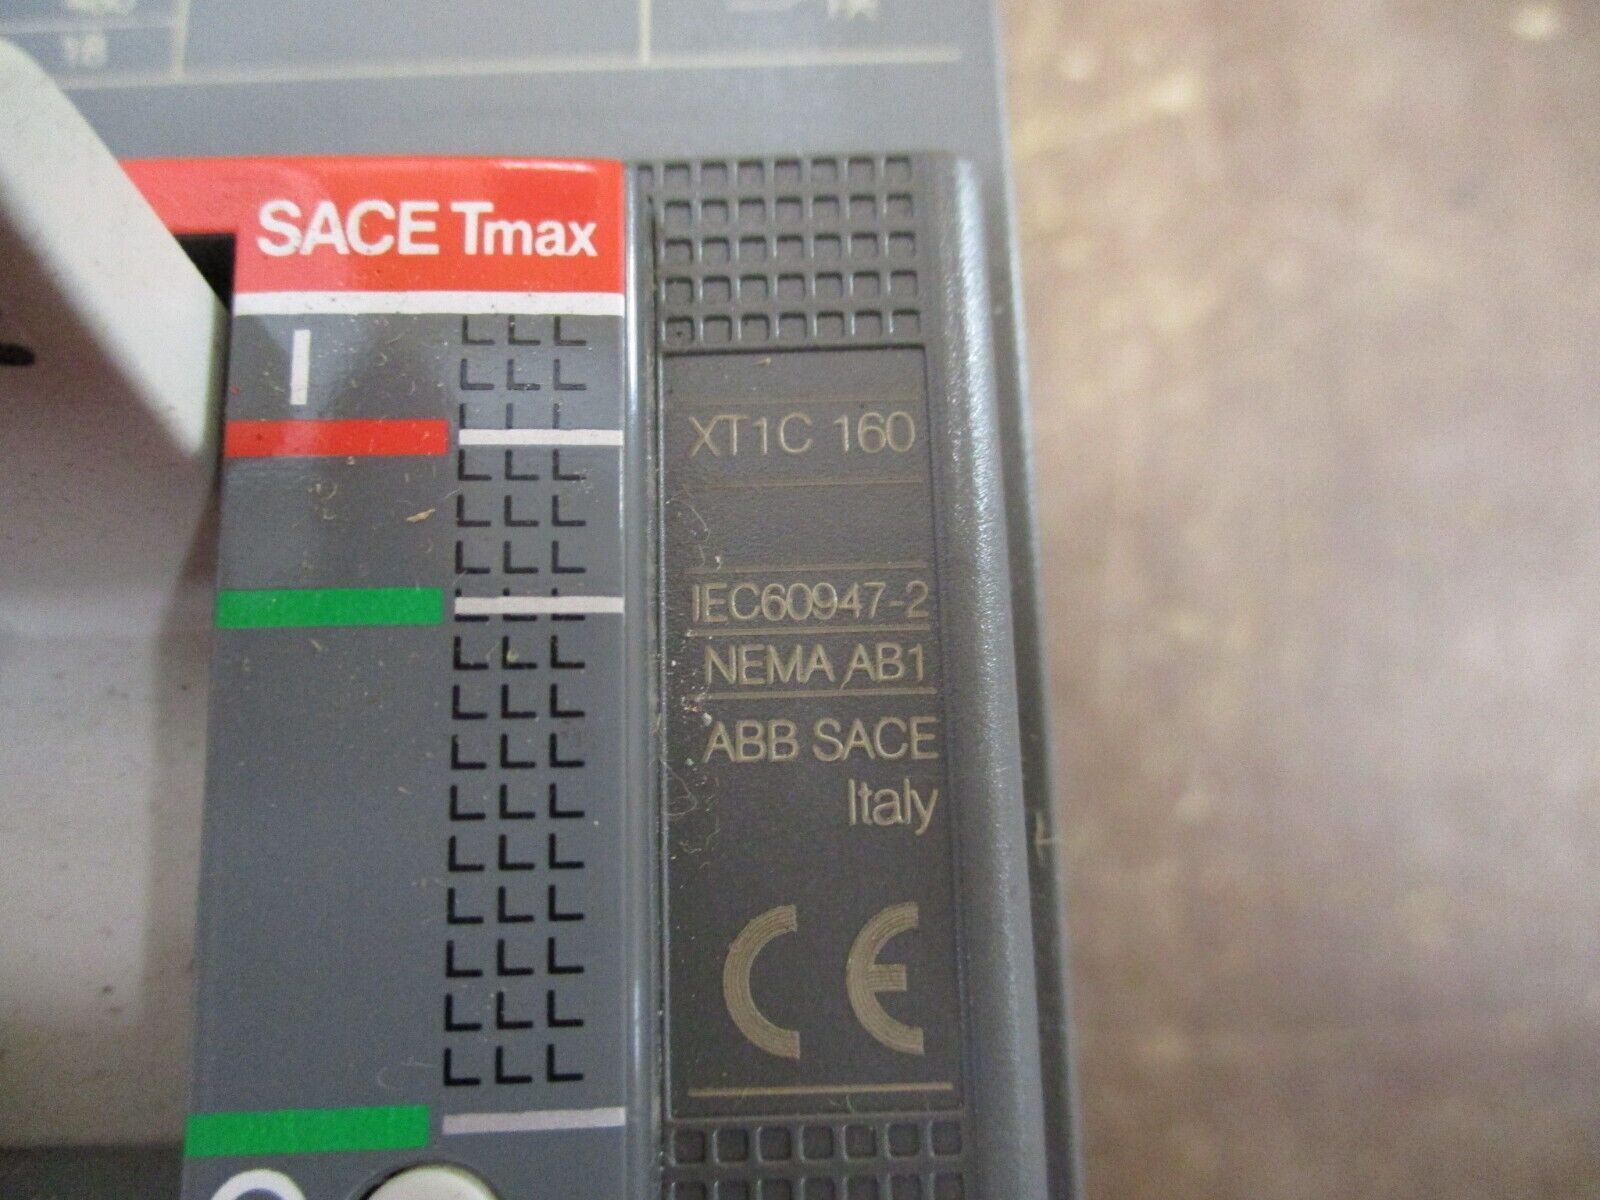 SACE Tmax
I
XT1C 160
IEC60947-2
NEMA AB1
ABB SACE
Italy
CE